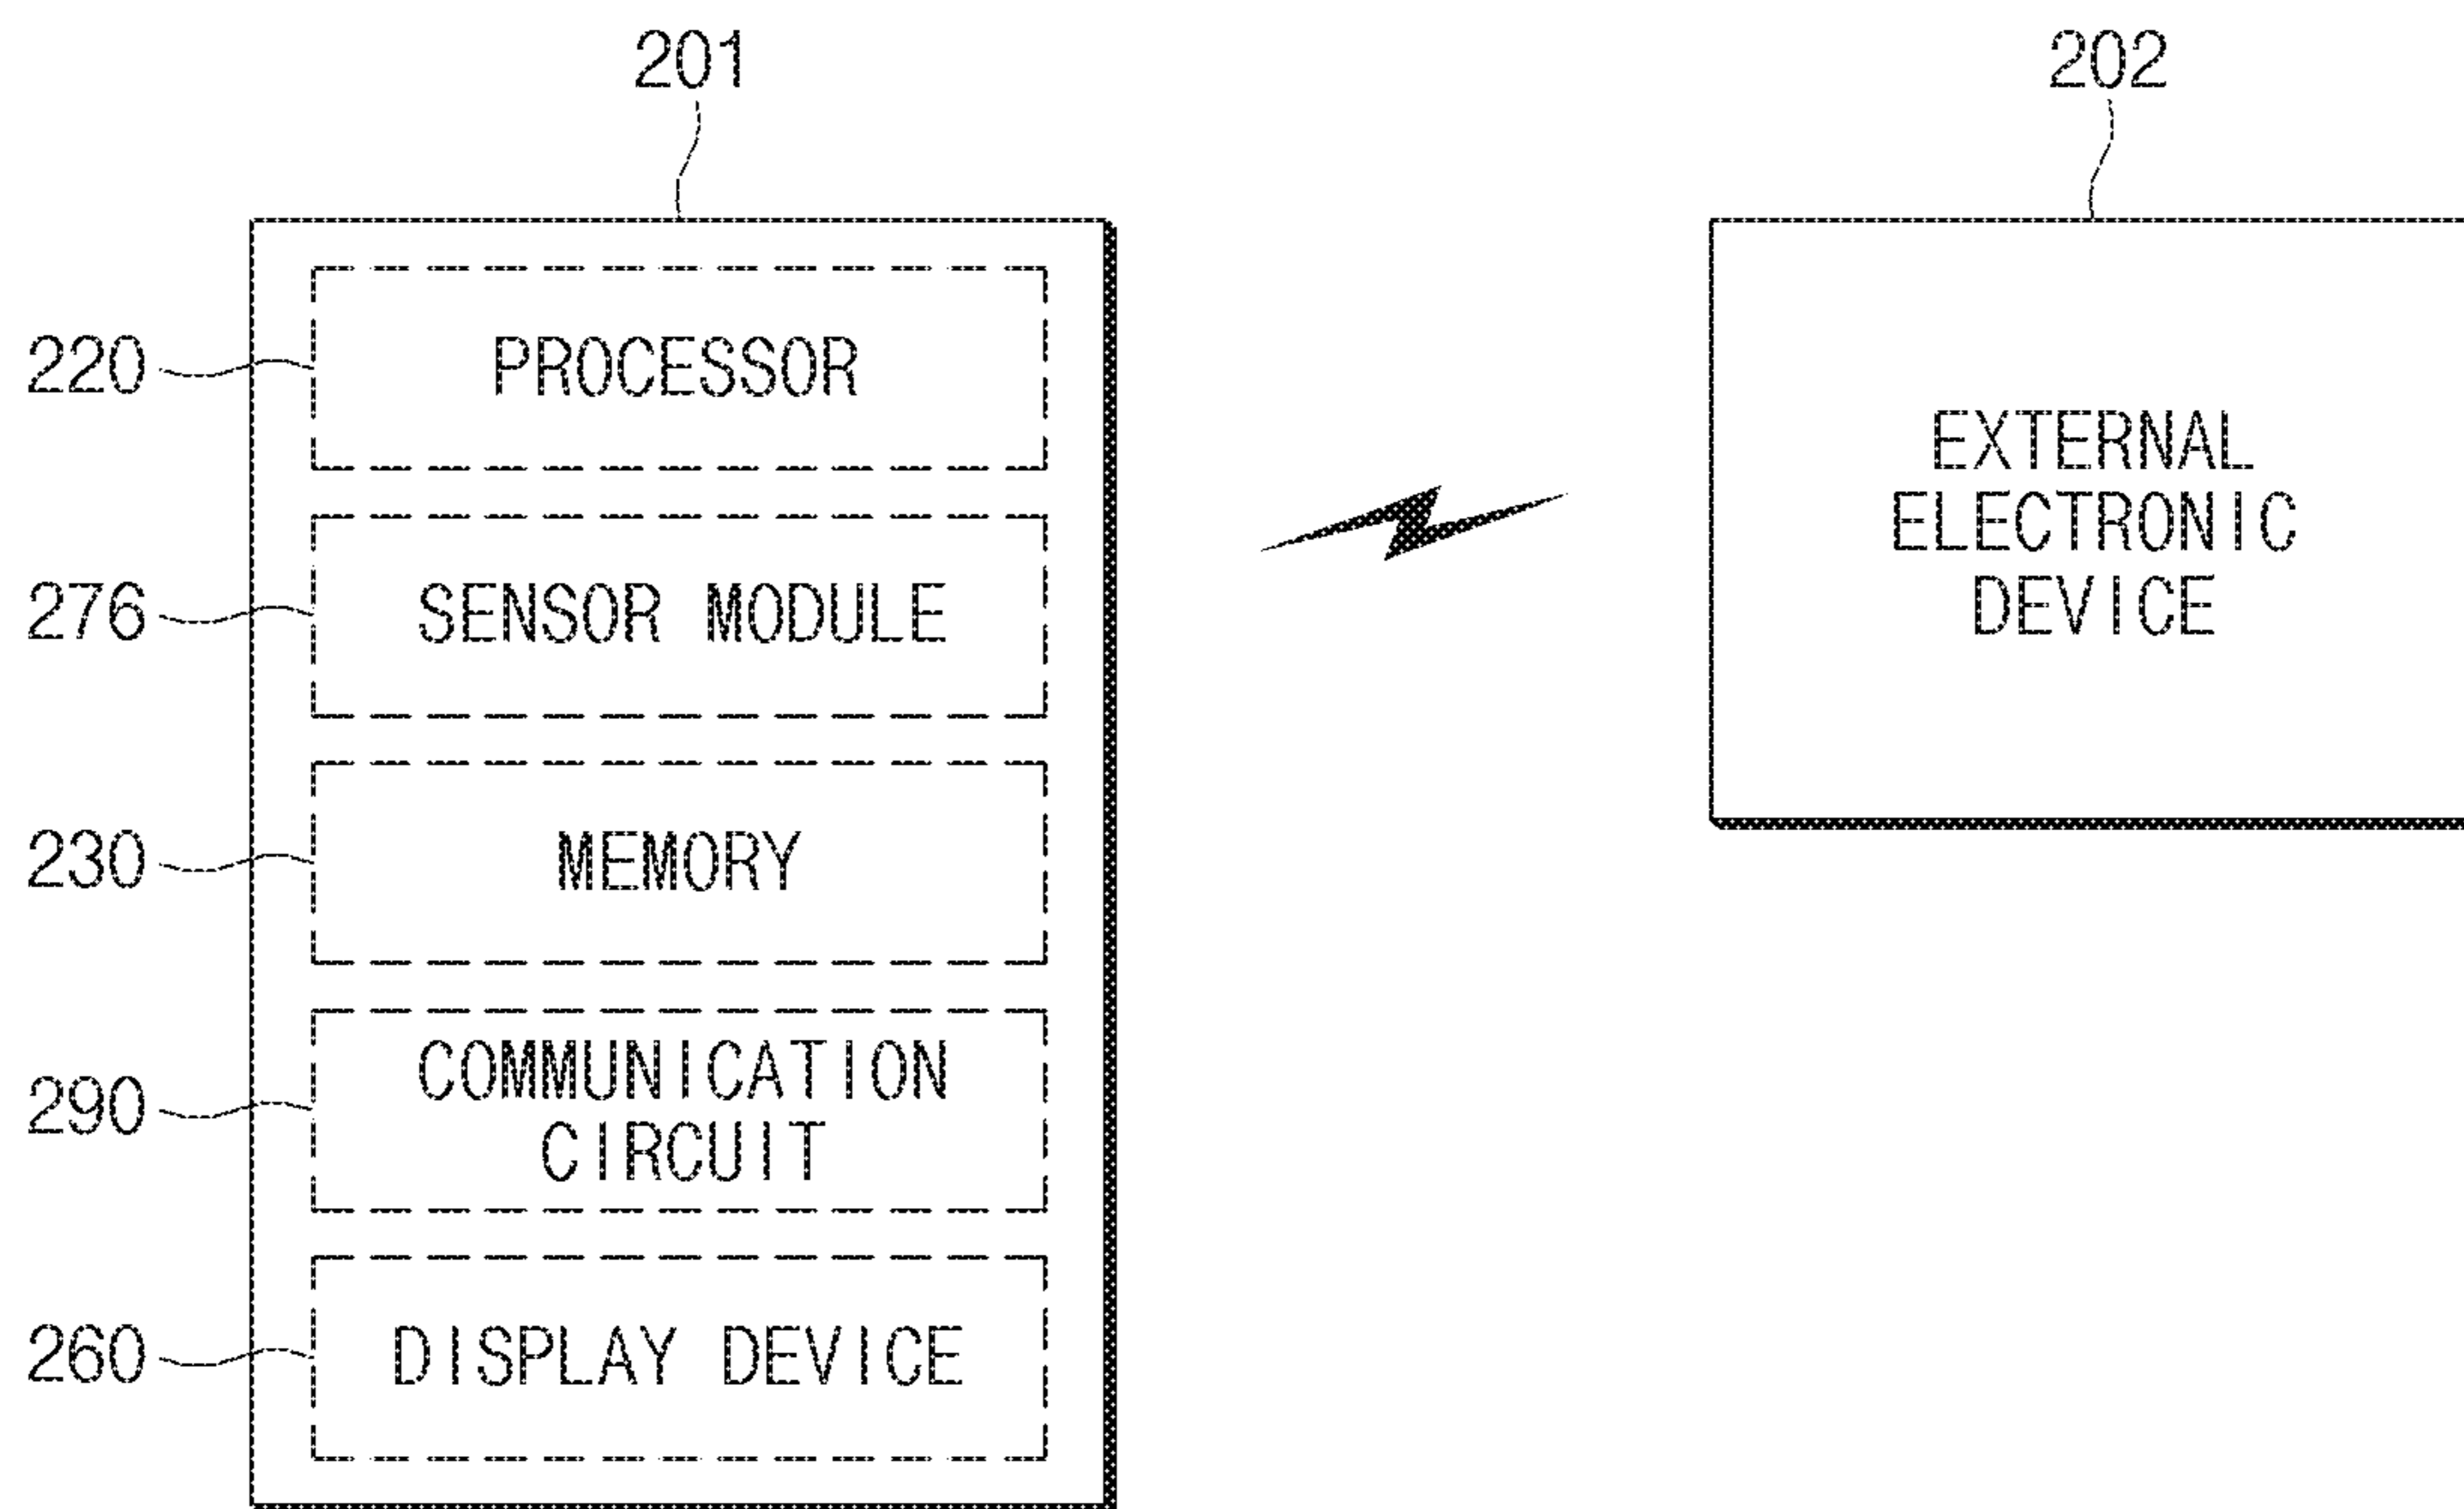 201
202
220
PROCESSOR
276
SENSOR MODULE
230
MEMORY
290
COMMUNICATION
CIRCUIT
260
DISPLAY DEVICE
EXTERNAL
ELECTRONIC
DEVICE